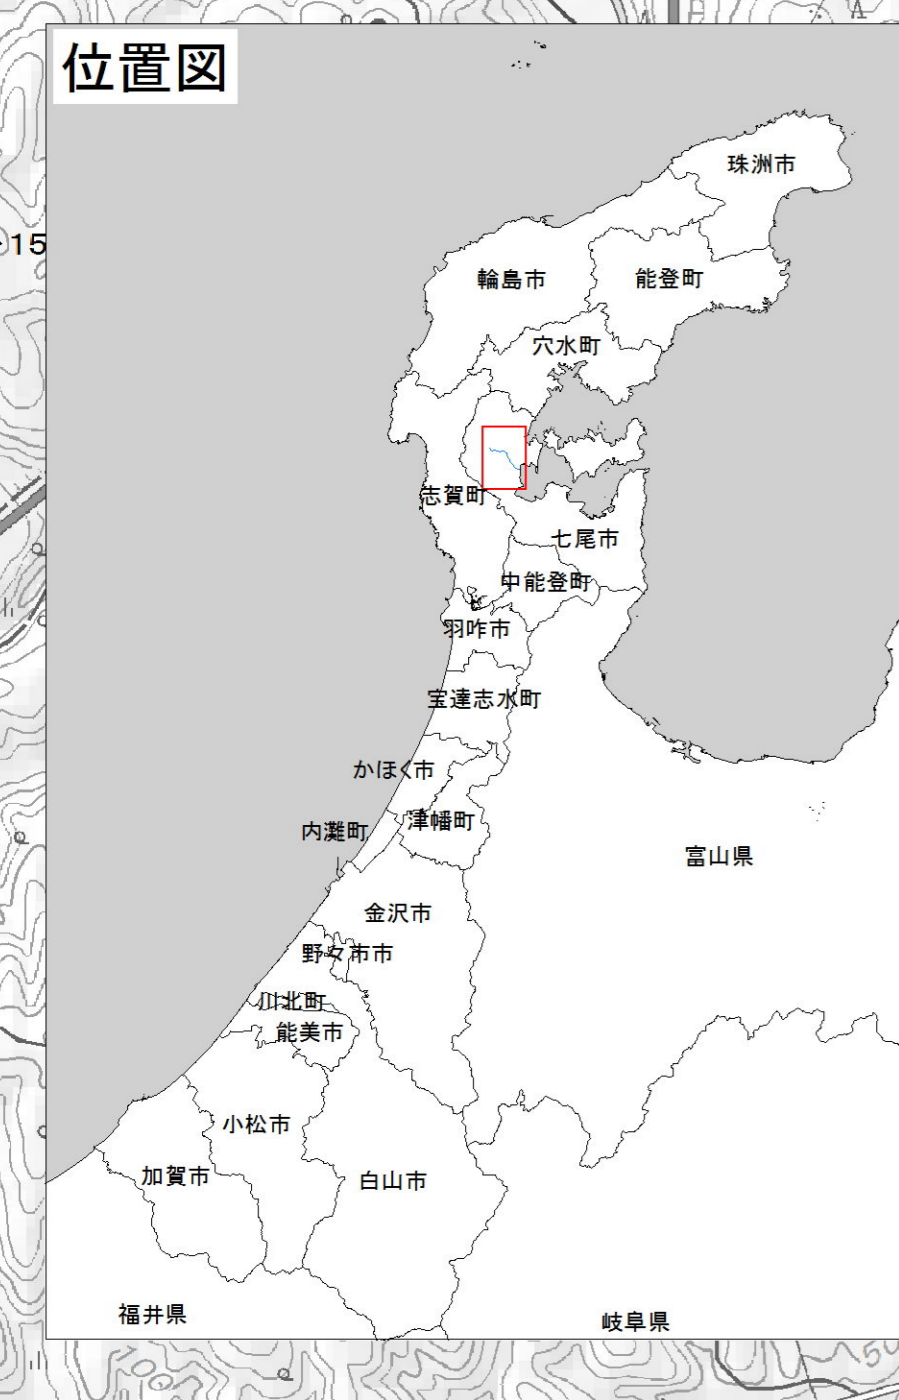 位置図
珠洲市
15
輪島市
能登町
穴水町
志賀町
七尾市
中能登町
羽咋市
宝達志水町
かほく市
津幡町
内灘町
富山県
金沢市
野々市市
川北町
能美市
小松市
加賀市
白山市
福井県
岐阜県